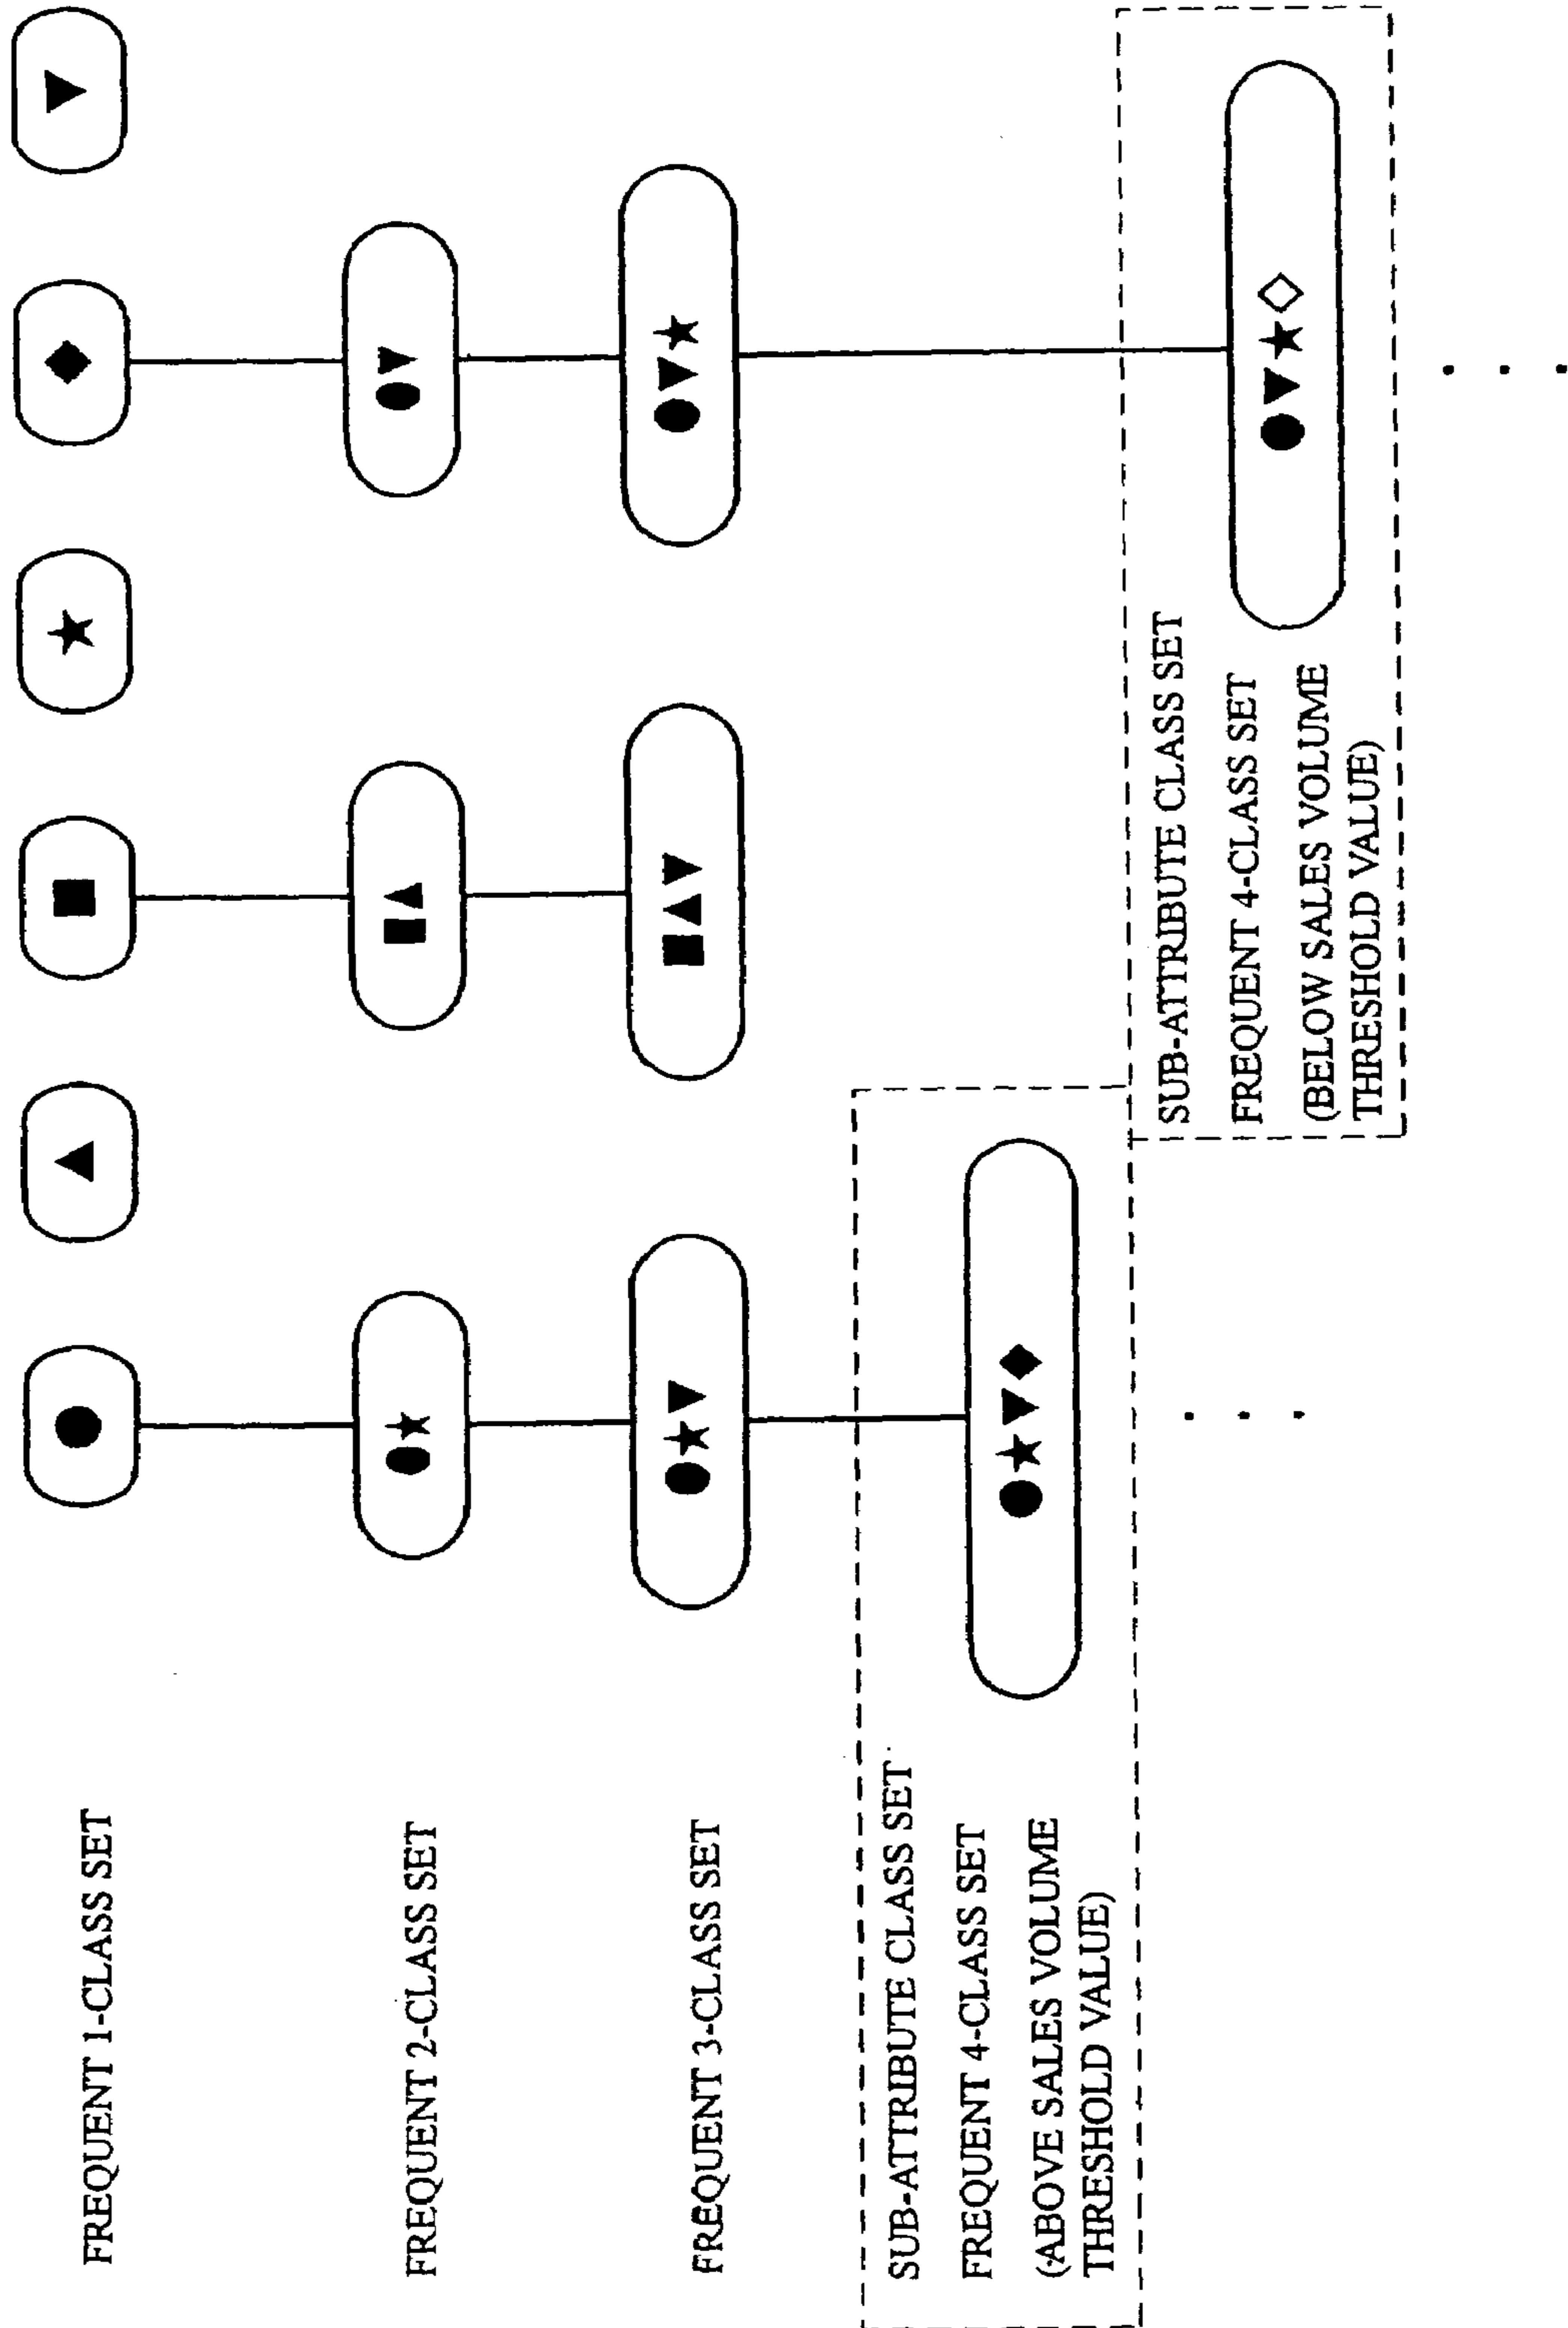 FREQUENT 1-CLASS SET
FREQUENT 2-CLASS SET
FREQUENT 3-CLASS SET
SUB-ATTRIBUTE CLASS SET
FREQUENT 4-CLASS SET
(ABOVE SALES VOLUME
THRESHOLD VALUE)
SUB-ATTRIBUTE CLASS SET
FREQUENT 4-CLASS SET
(BELOW SALES VOLUME
THRESHOLD VALUE)